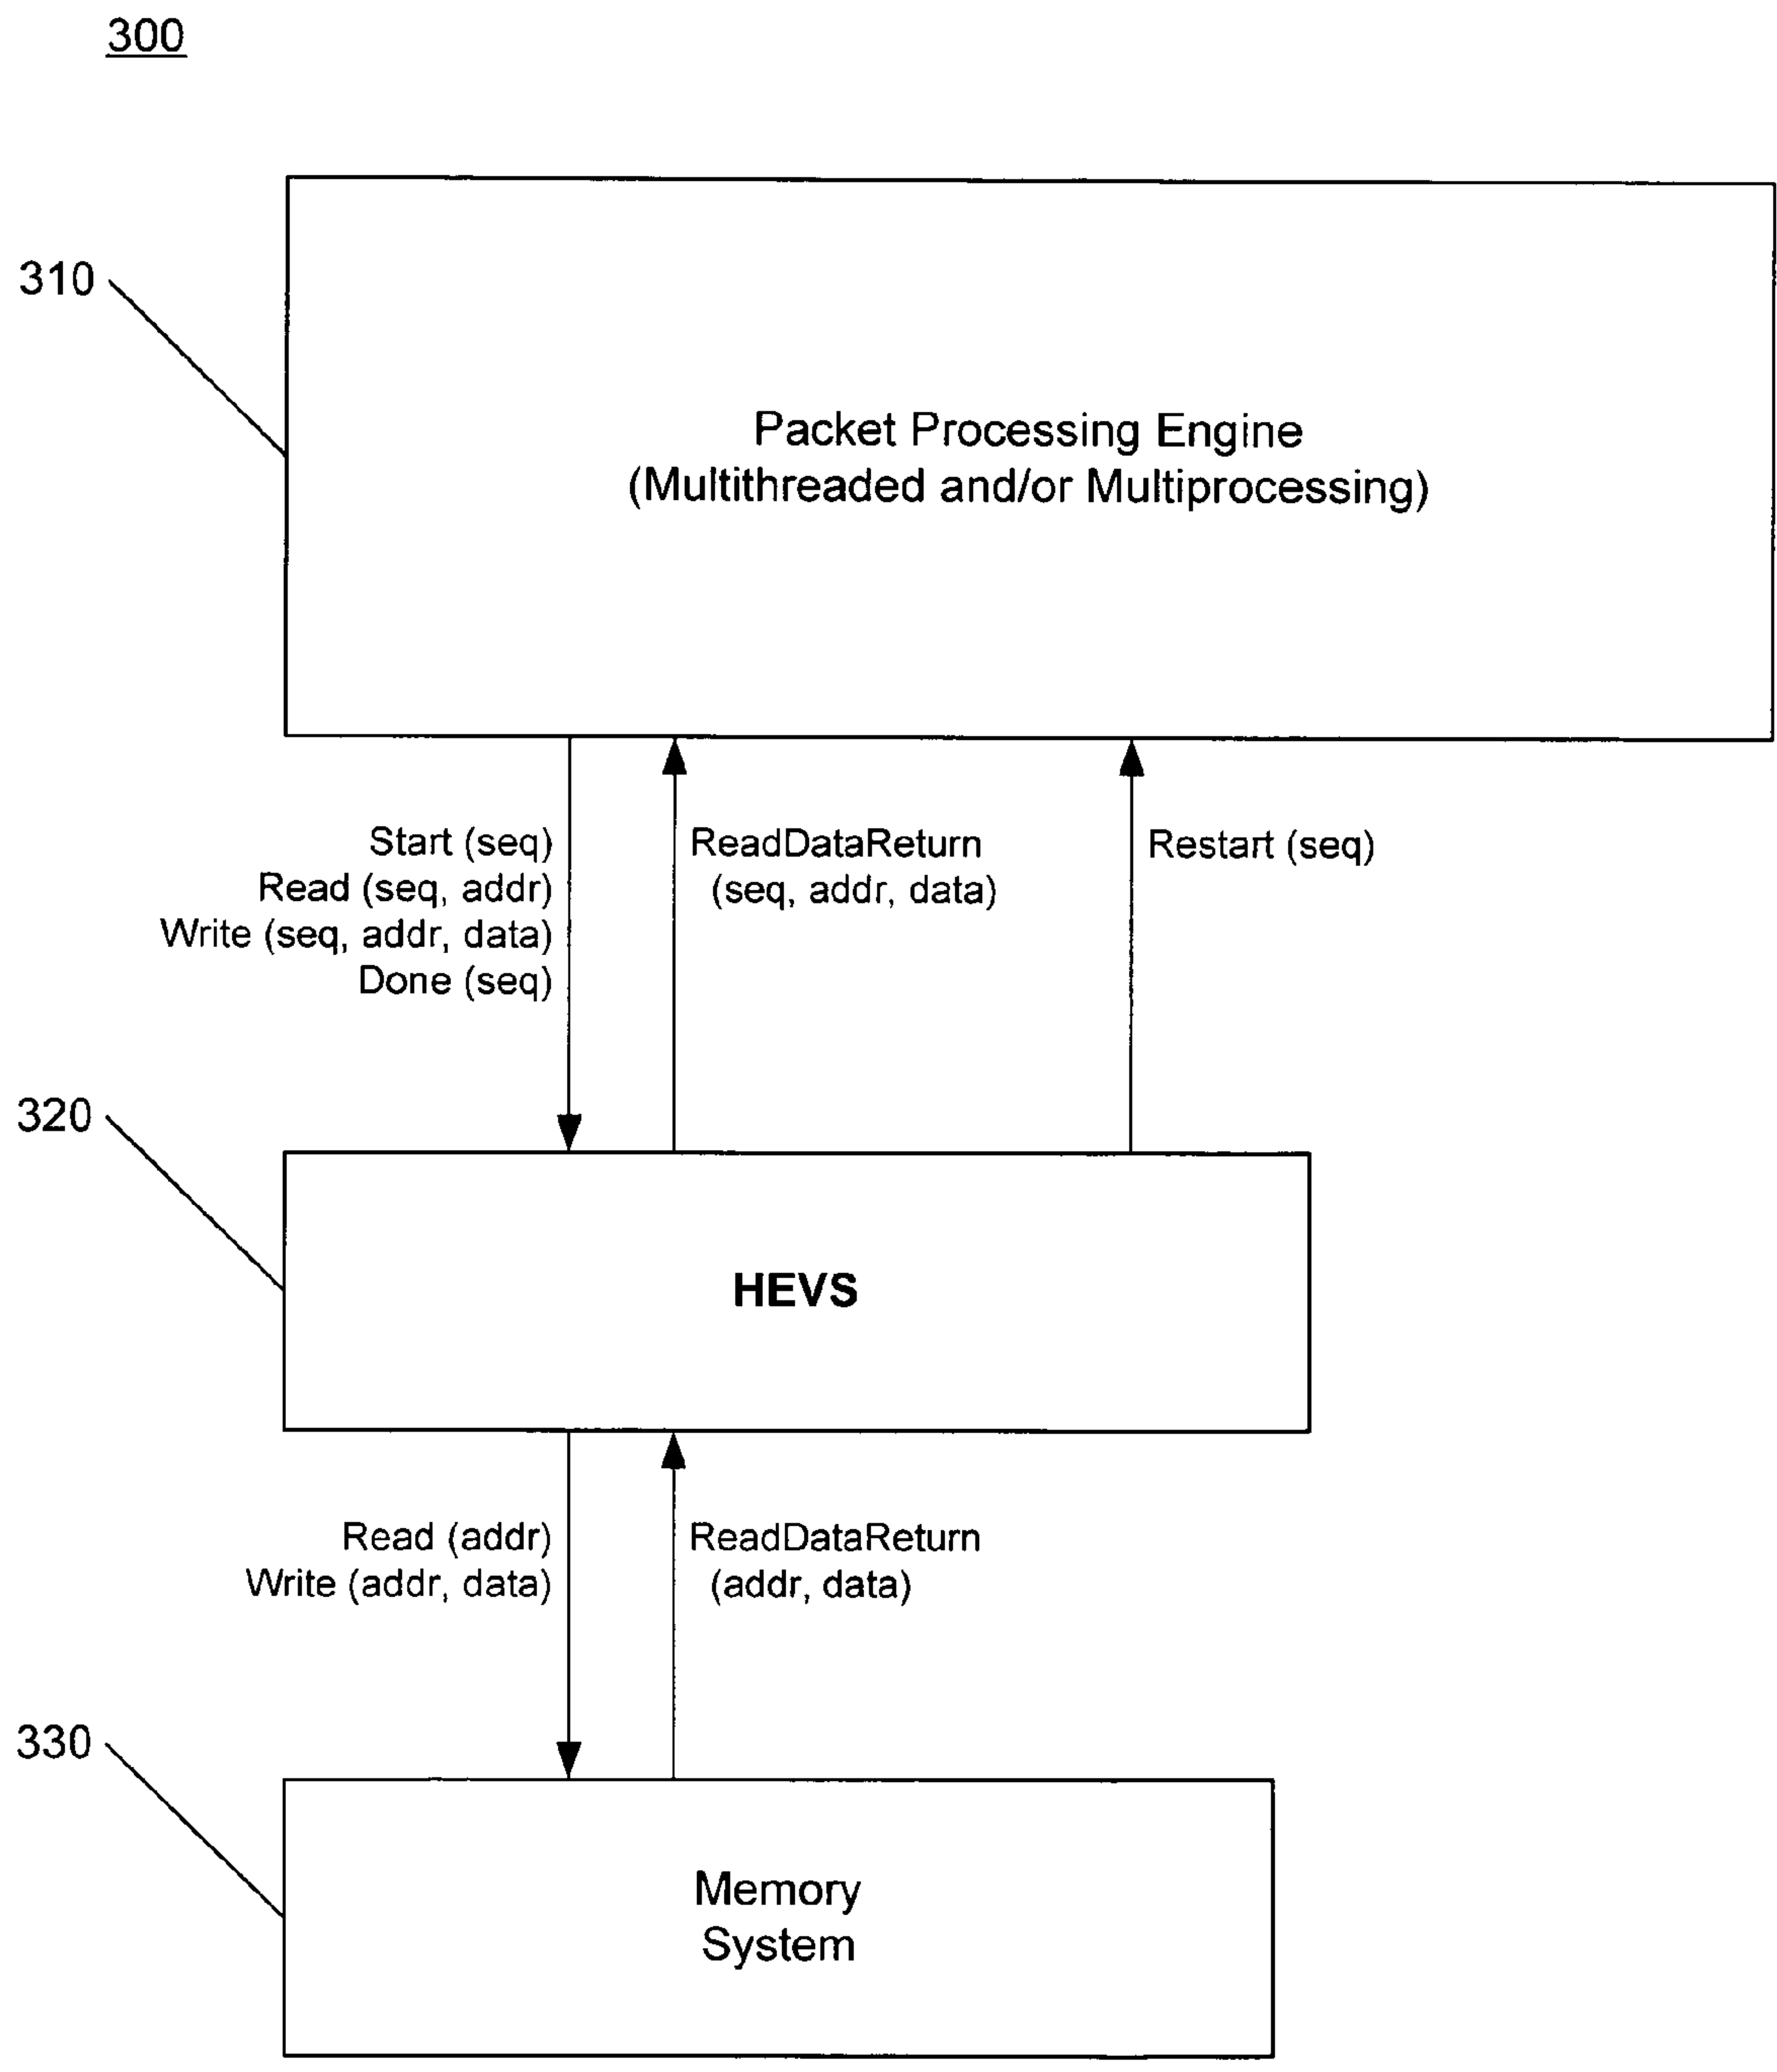 300
310
Packet Processing Engine
(Multithreaded and/or Multiprocessing)
Start (seq)
Read (seq, addr)
Write (seq, addr, data)
Done (seq)
ReadDataReturn
(seq, addr, data)
Restart (seq)
320
HEVS
Read (addr)
Write (addr, data)
ReadDataReturn
(addr, data)
330
Memory
System